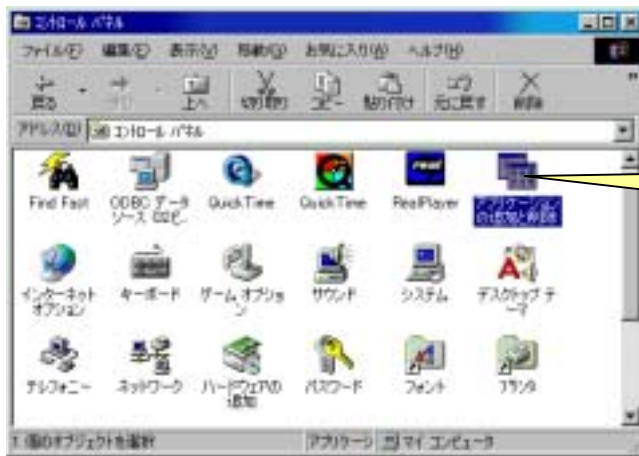 コントロール パネル
ファイル(F) 編集(E) 表示(V) 移動(G) お気に入り(A) ヘルプ(H)
戻る 上へ 切り取り コピー 貼り付け 元に戻す 削除
アドレス(D) コントロール パネル
Find Fast
ODBC データ
ソース (32ビ...
QuickTime
QuickTime
RealPlayer
アプリケーション
の追加と削除
インターネット
オプション
キーボード
ゲーム オプショ
ン
サウンド
システム
デスクトップ テ
ーマ
テレフォニー
ネットワーク
ハードウェアの
追加
パスワード
フォント
プリンタ
1 個のオブジェクトを選択
アプリケーシ
マイ コンピュータ